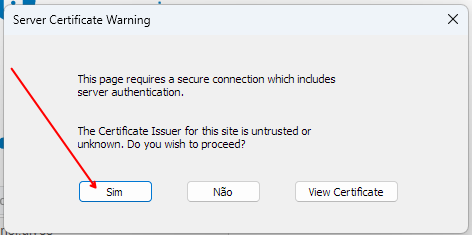 Server Certificate Warning
This page requires a secure connection which includes
server authentication.
The Certificate Issuer for this site is untrusted or
unknown. Do you wish to proceed?
Sim
Não
View Certificate